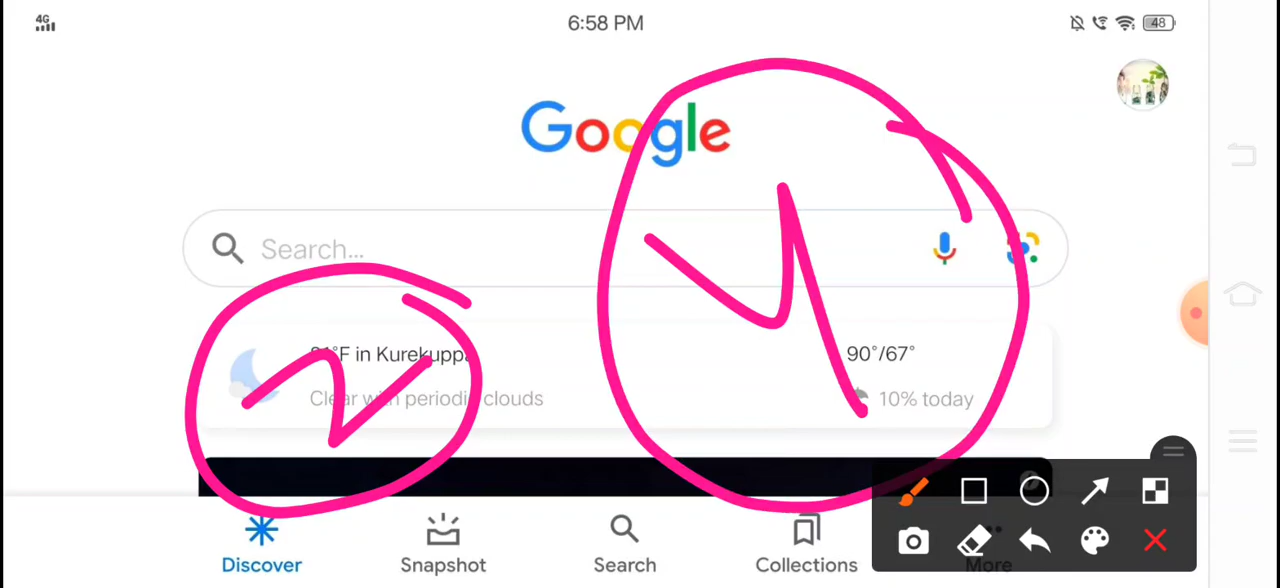 4G
6:58 PM
48
Google
Search...
°F in Kurekuppa
90°/67°
Clear with periodic clouds
10% today
Discover
Snapshot
Search
Collections
More